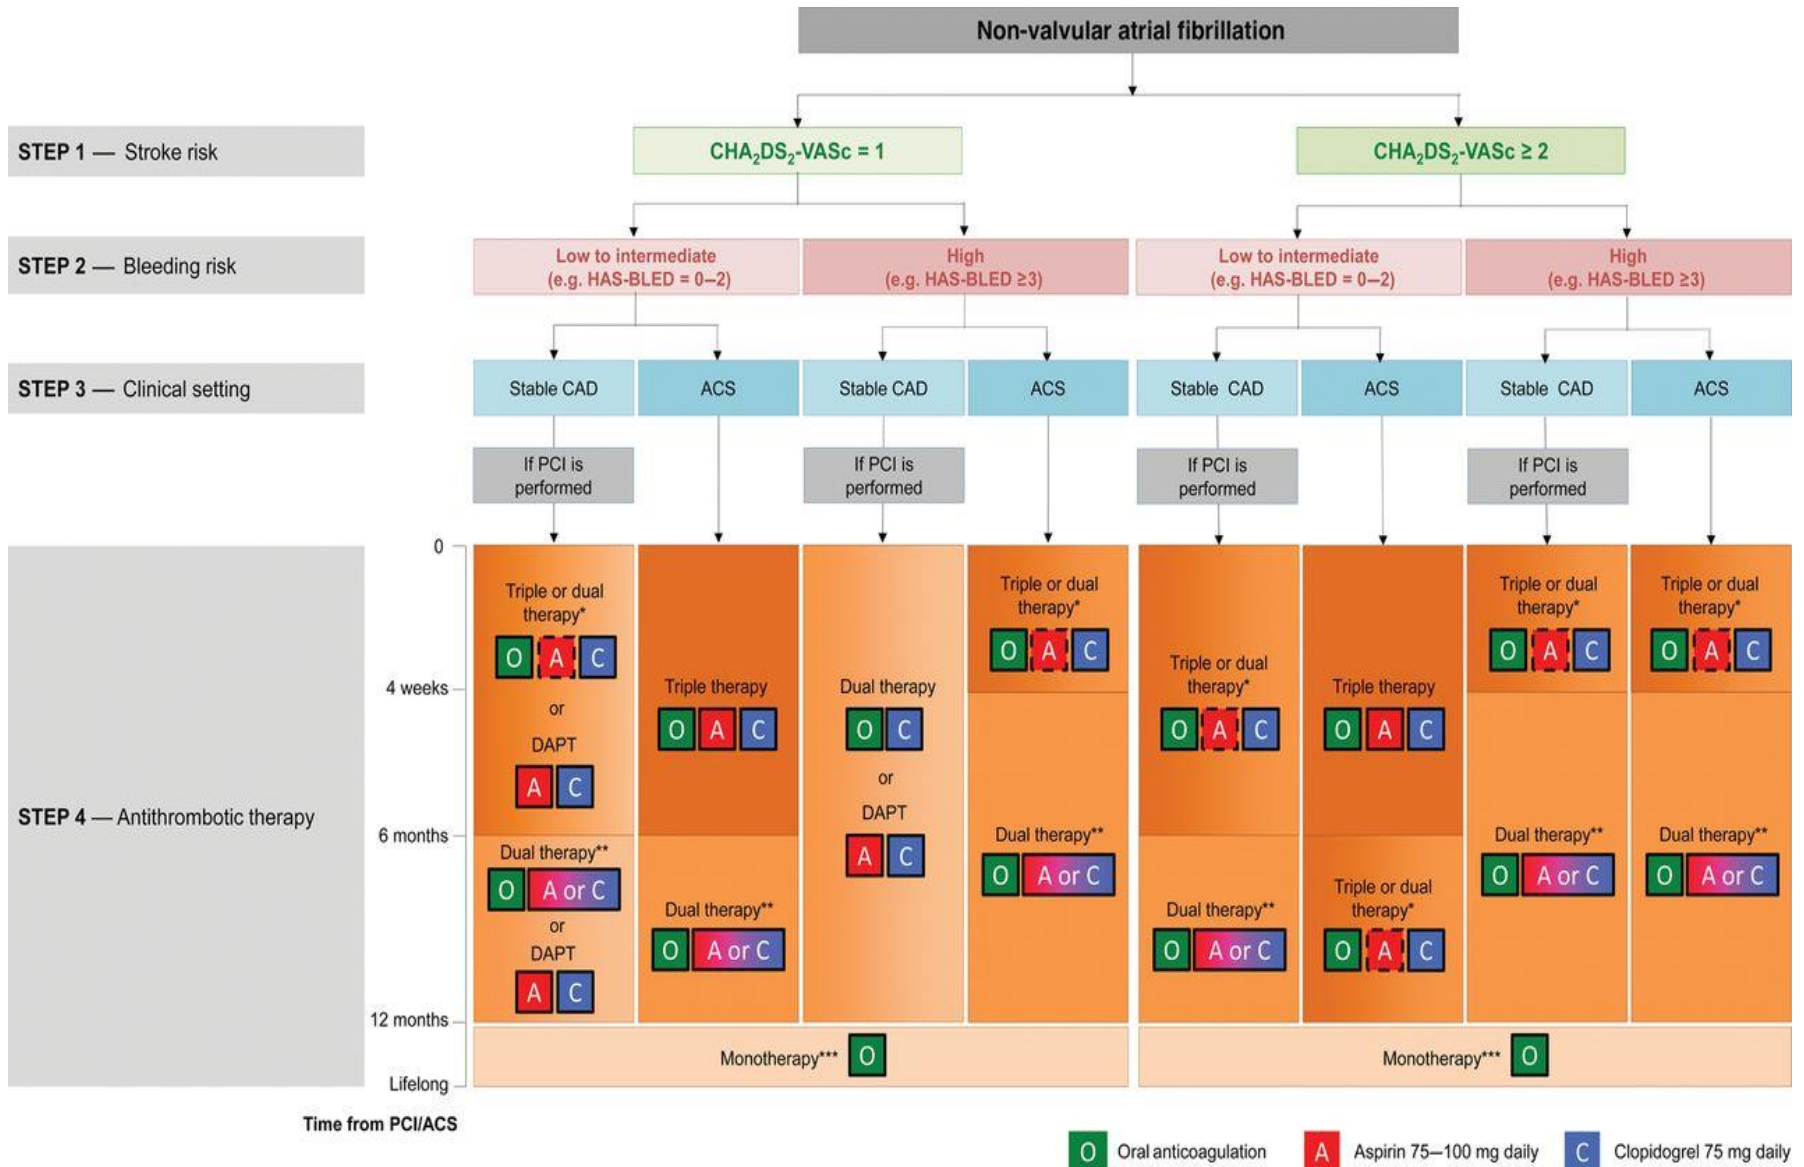 Non-valvular atrial fibrillation
STEP 1 — Stroke risk
CHA₂DS₂-VASc = 1
CHA₂DS₂-VASc ≥ 2
STEP 2 — Bleeding risk
Low to intermediate
(e.g. HAS-BLED = 0–2)
High
(e.g. HAS-BLED ≥3)
Low to intermediate
(e.g. HAS-BLED = 0–2)
High
(e.g. HAS-BLED ≥3)
STEP 3 — Clinical setting
Stable CAD
ACS
Stable CAD
ACS
Stable CAD
ACS
Stable CAD
ACS
If PCI is
performed
If PCI is
performed
If PCI is
performed
If PCI is
performed
STEP 4 — Antithrombotic therapy
0
4 weeks
6 months
12 months
Lifelong
Time from PCI/ACS
Triple or dual
therapy*
O A C
or
DAPT
A C
Dual therapy**
O A or C
or
DAPT
A C
Triple therapy
O A C
Dual therapy**
O A or C
Dual therapy
O C
or
DAPT
A C
Triple or dual
therapy*
O A C
Dual therapy**
O A or C
Monotherapy*** O
Triple or dual
therapy*
O A C
Dual therapy**
O A or C
Triple therapy
O A C
Triple or dual
therapy*
O A C
Triple or dual
therapy*
O A C
Dual therapy**
O A or C
Triple or dual
therapy*
O A C
Dual therapy**
O A or C
Monotherapy*** O
O Oral anticoagulation
A Aspirin 75–100 mg daily
C Clopidogrel 75 mg daily